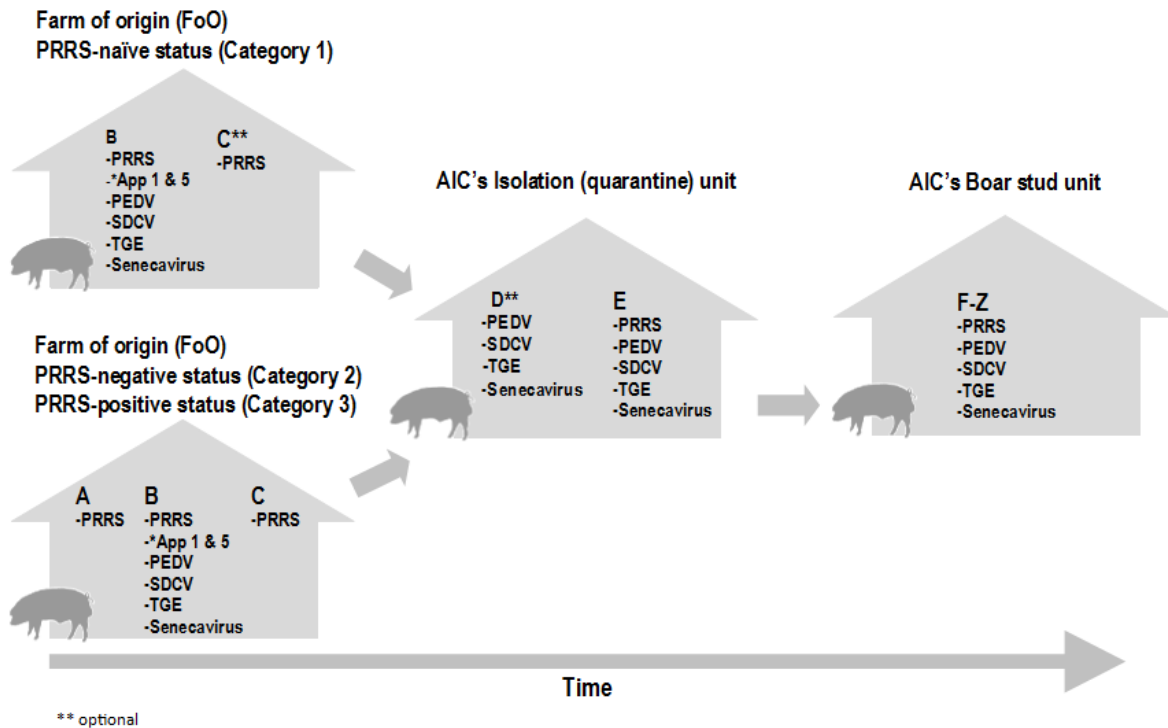 Farm of origin (FoO)
PRRS-naïve status (Category 1)
B
-PRRS
-*App 1 & 5
-PEDV
-SDCV
-TGE
-Senecavirus
C**
-PRRS
Farm of origin (FoO)
PRRS-negative status (Category 2)
PRRS-positive status (Category 3)
A
-PRRS
B
-PRRS
-*App 1 & 5
-PEDV
-SDCV
-TGE
-Senecavirus
C
-PRRS
AIC's Isolation (quarantine) unit
D**
-PEDV
-SDCV
-TGE
-Senecavirus
E
-PRRS
-PEDV
-SDCV
-TGE
-Senecavirus
AIC's Boar stud unit
F-Z
-PRRS
-PEDV
-SDCV
-TGE
-Senecavirus
Time
** optional